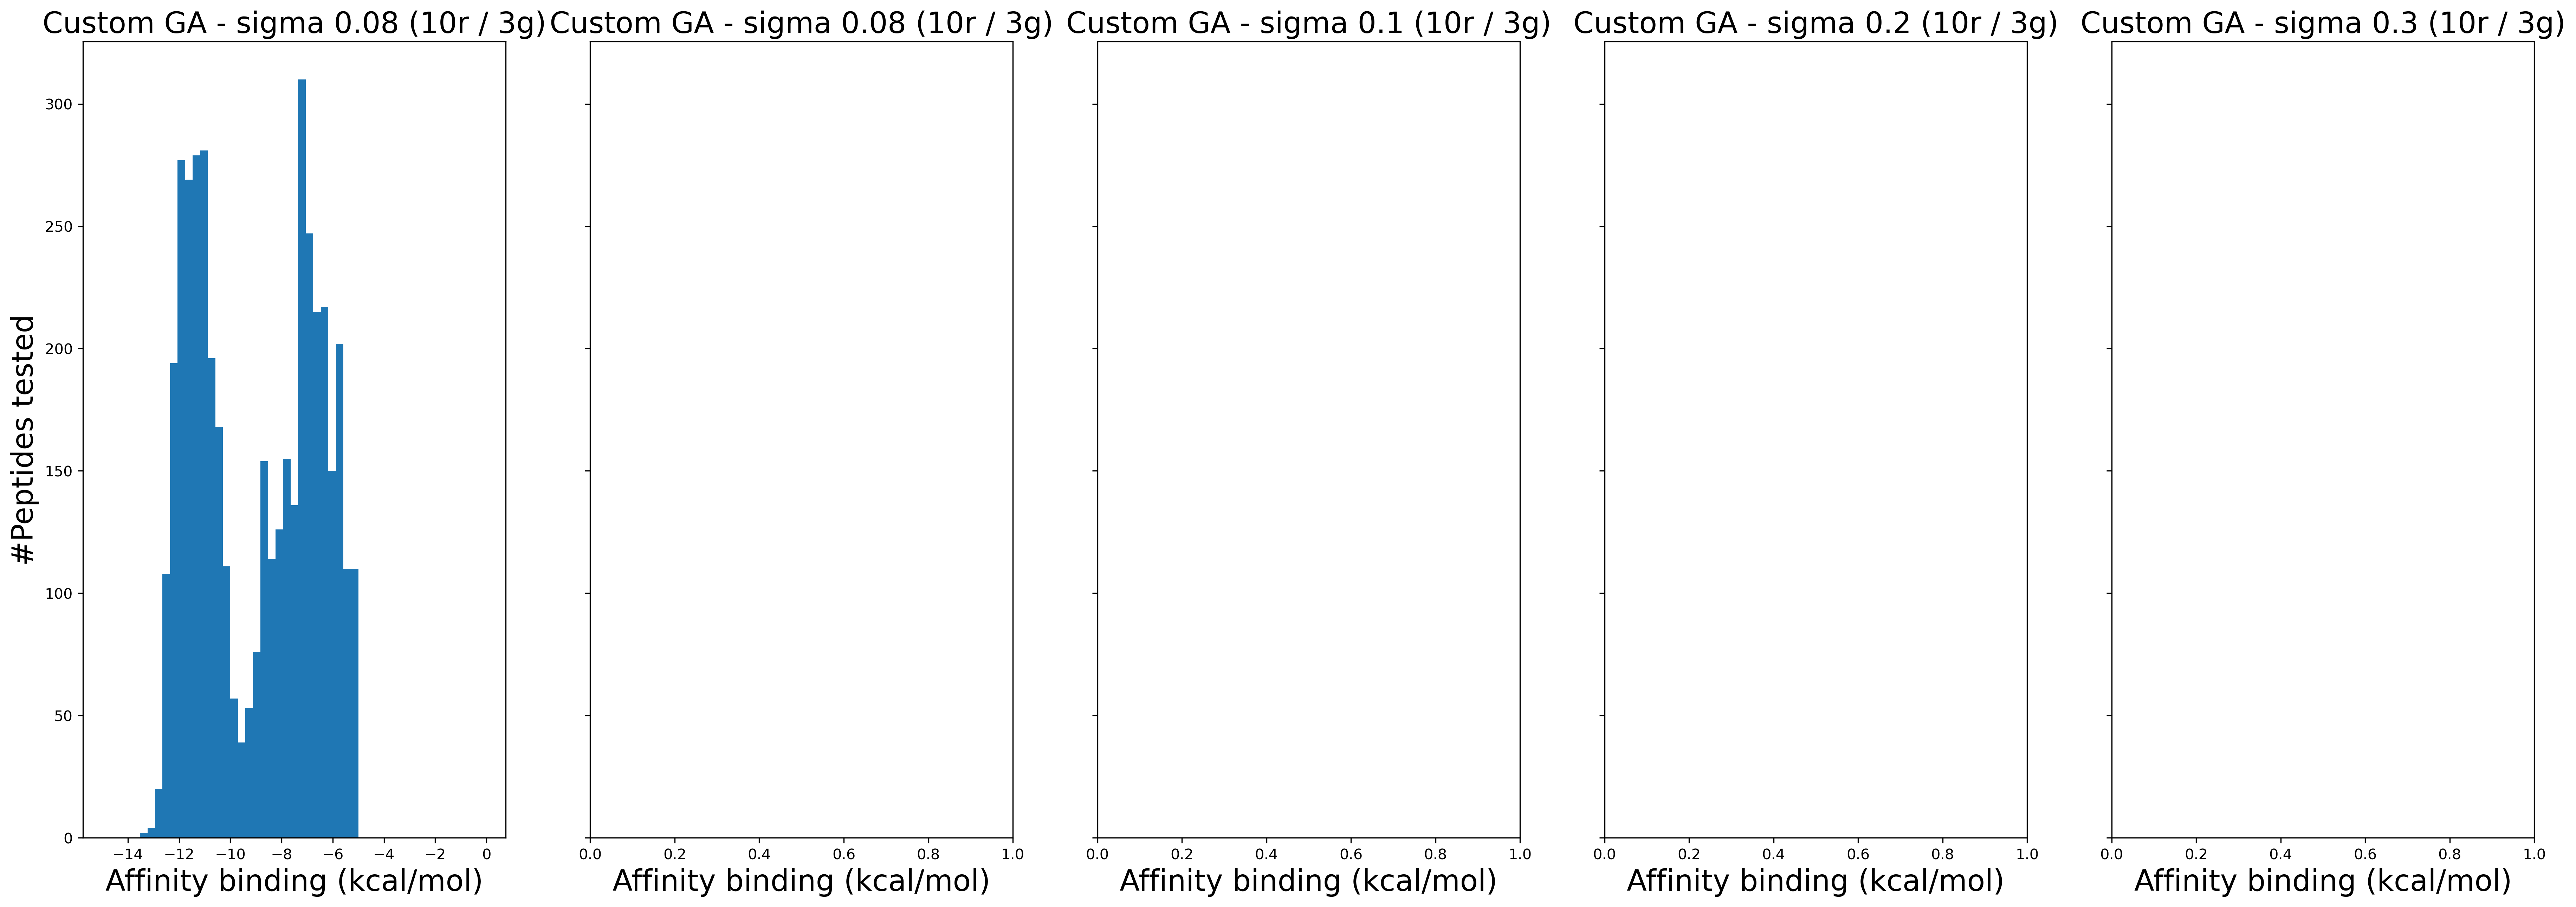 Custom GA - sigma 0.08 (10r / 3g)
Custom GA - sigma 0.08 (10r / 3g)
Custom GA - sigma 0.1 (10r / 3g)
Custom GA - sigma 0.2 (10r / 3g)
Custom GA - sigma 0.3 (10r / 3g)
#Peptides tested
300
250
200
150
100
50
0
−14 −12 −10 −8 −6 −4 −2 0
Affinity binding (kcal/mol)
0.0 0.2 0.4 0.6 0.8 1.0
Affinity binding (kcal/mol)
0.0 0.2 0.4 0.6 0.8 1.0
Affinity binding (kcal/mol)
0.0 0.2 0.4 0.6 0.8 1.0
Affinity binding (kcal/mol)
0.0 0.2 0.4 0.6 0.8 1.0
Affinity binding (kcal/mol)